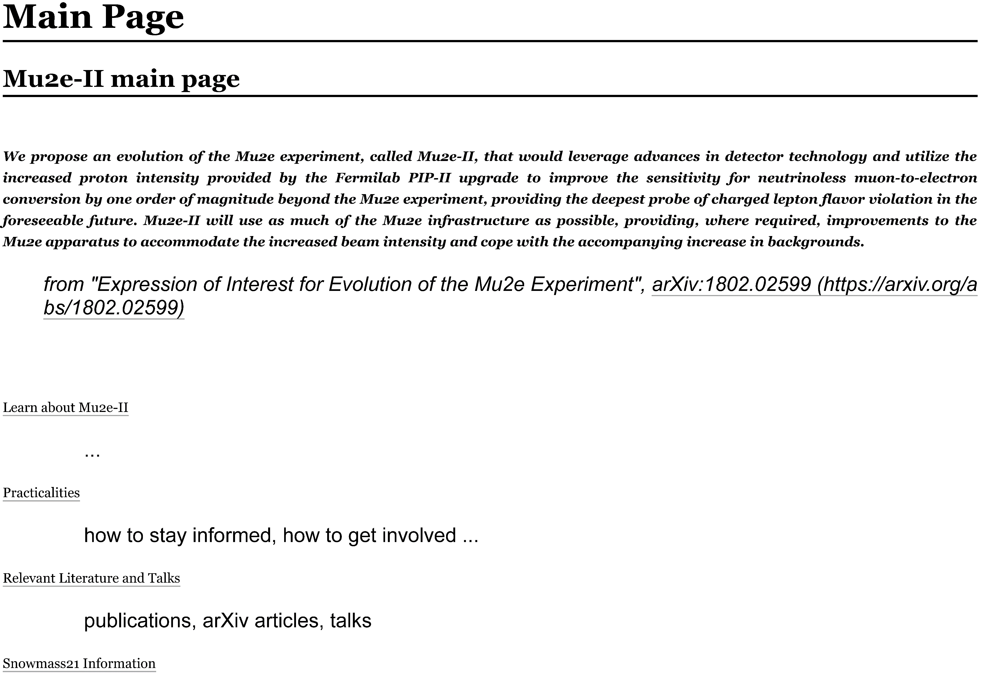 Main Page
Mu2e-II main page
We propose an evolution of the Mu2e experiment, called Mu2e-II, that would leverage advances in detector technology and utilize the
increased proton intensity provided by the Fermilab PIP-II upgrade to improve the sensitivity for neutrinoless muon-to-electron
conversion by one order of magnitude beyond the Mu2e experiment, providing the deepest probe of charged lepton flavor violation in the
foreseeable future. Mu2e-II will use as much of the Mu2e infrastructure as possible, providing, where required, improvements to the
Mu2e apparatus to accommodate the increased beam intensity and cope with the accompanying increase in backgrounds.
from "Expression of Interest for Evolution of the Mu2e Experiment", arXiv:1802.02599 (https://arxiv.org/a
bs/1802.02599)
Learn about Mu2e-II
...
Practicalities
how to stay informed, how to get involved ...
Relevant Literature and Talks
publications, arXiv articles, talks
Snowmass21 Information